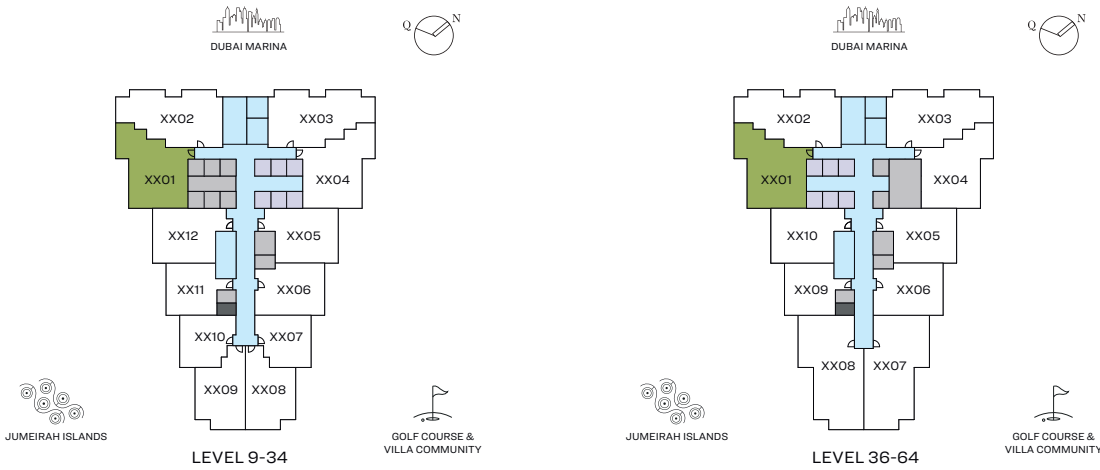 DUBAI MARINA
Q N
XX02
XX03
XX01
XX04
XX12
XX05
XX11
XX06
XX10
XX07
XX09
XX08
JUMEIRAH ISLANDS
GOLF COURSE &
VILLA COMMUNITY
LEVEL 9-34
DUBAI MARINA
Q N
XX02
XX03
XX01
XX04
XX10
XX05
XX09
XX06
XX08
XX07
JUMEIRAH ISLANDS
GOLF COURSE &
VILLA COMMUNITY
LEVEL 36-64